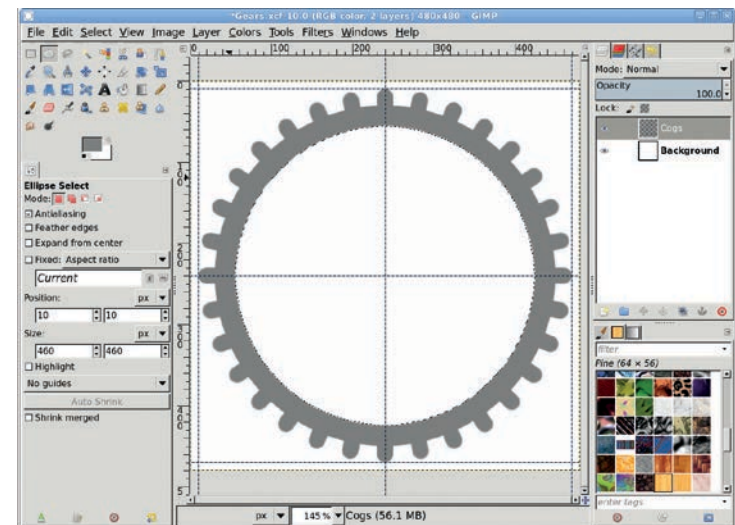 *Gears.xcf-10.0 (RGB color, 2 layers) 480x480 – GIMP
File Edit Select View Image Layer Colors Tools Filters Windows Help
0 100 200 300 400
Mode: Normal
Opacity
100.0
Lock:
Cogs
Background
Ellipse Select
Mode:
Antialiasing
Feather edges
Expand from center
Fixed: Aspect ratio
Current
Position: px
10 10
Size: px
460 460
Highlight
No guides
Auto Shrink
Shrink merged
filter
Pine (64 × 56)
enter tags
px 145% Cogs (56.1 MB)